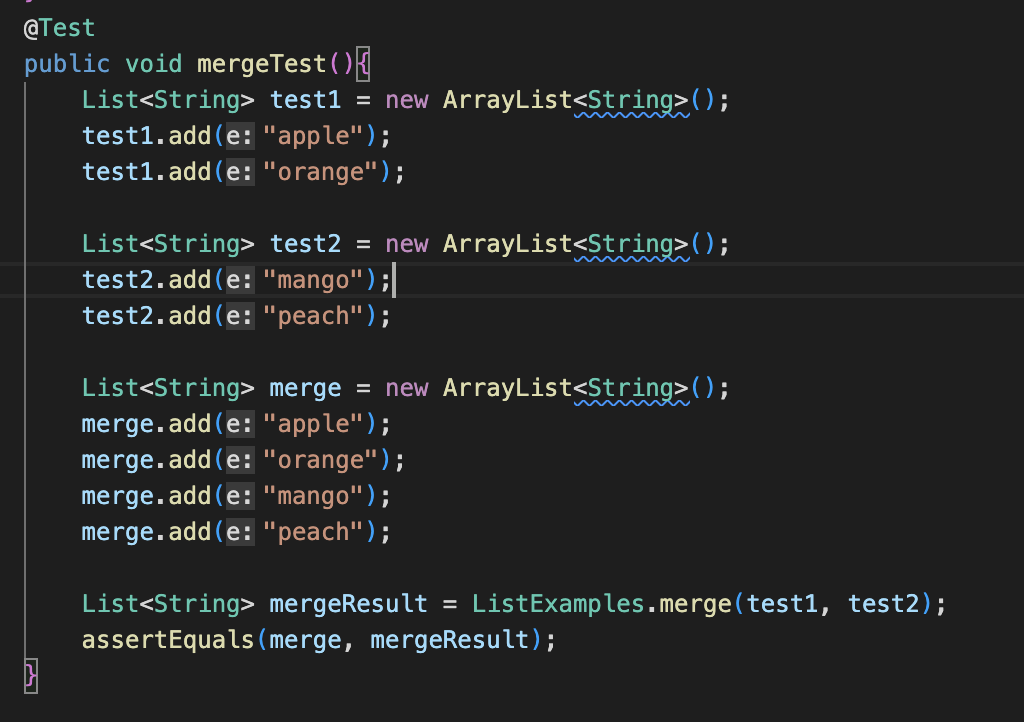 @Test
public void mergeTest(){
    List<String> test1 = new ArrayList<String>();
    test1.add(e: "apple");
    test1.add(e: "orange");

    List<String> test2 = new ArrayList<String>();
    test2.add(e: "mango");
    test2.add(e: "peach");

    List<String> merge = new ArrayList<String>();
    merge.add(e: "apple");
    merge.add(e: "orange");
    merge.add(e: "mango");
    merge.add(e: "peach");

    List<String> mergeResult = ListExamples.merge(test1, test2);
    assertEquals(merge, mergeResult);
}